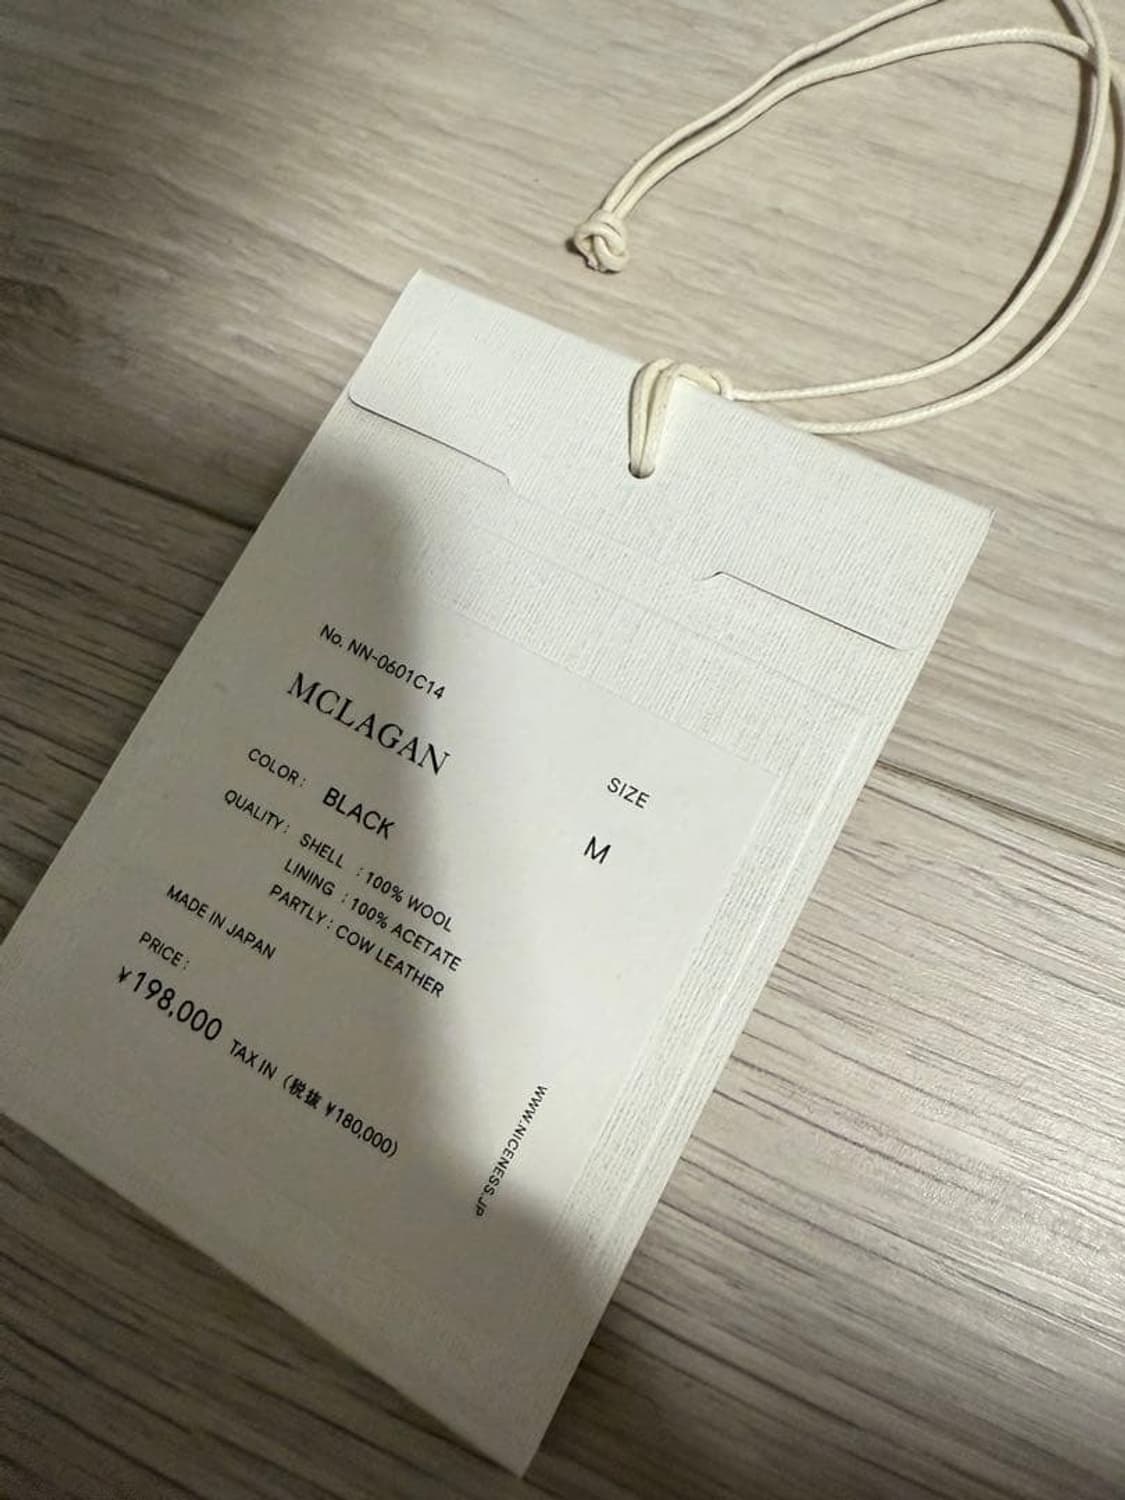 No. NN-0601C14
MCLAGAN
COLOR: BLACK
SIZE
M
QUALITY: SHELL : 100% WOOL
LINING : 100% ACETATE
PARTLY: COW LEATHER
MADE IN JAPAN
PRICE:
¥198,000 TAX IN (税抜 ¥180,000)
WWW.NICENESS.JP